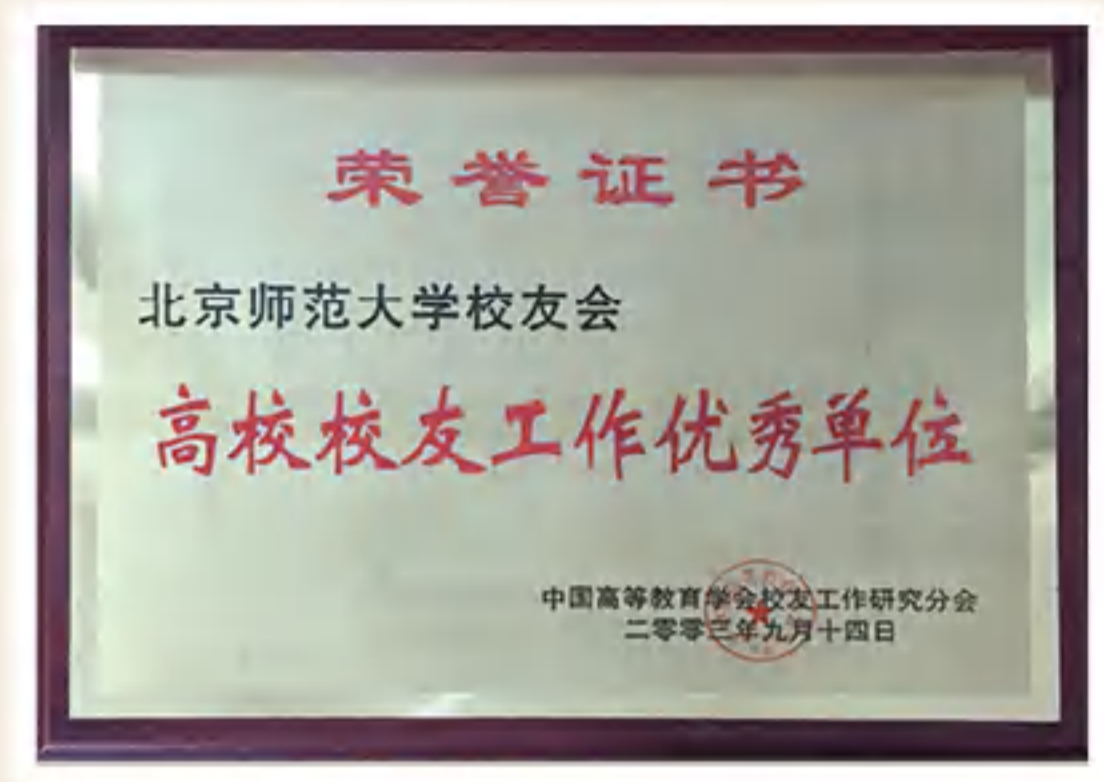 荣誉证书
北京师范大学校友会
高校校友工作优秀单位
中国高等教育学会校友工作研究分会
二零零三年九月十四日